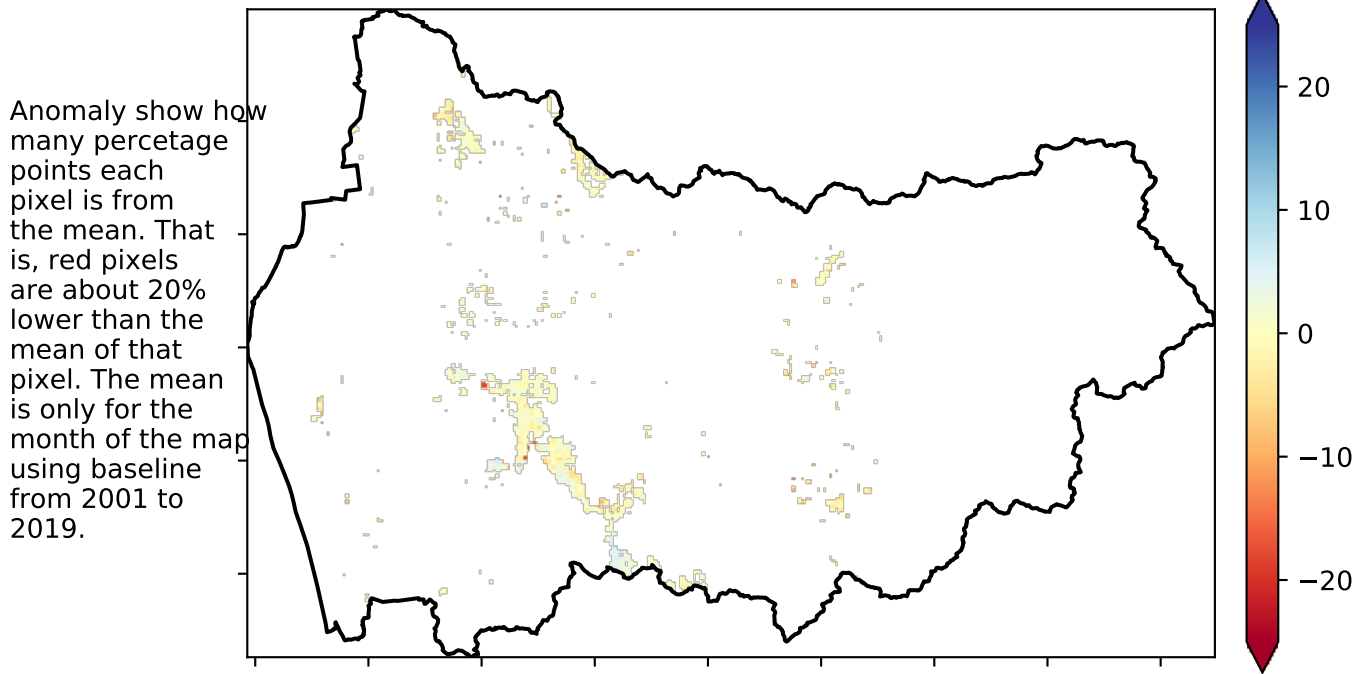 Anomaly show how
many percetage
points each
pixel is from
the mean. That
is, red pixels
are about 20%
lower than the
mean of that
pixel. The mean
is only for the
month of the map
using baseline
from 2001 to
2019.
20
10
0
−10
−20